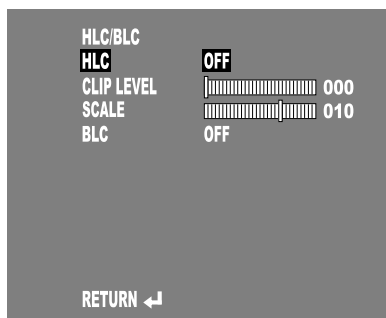 HLC/BLC
HLC OFF
CLIP LEVEL 000
SCALE 010
BLC OFF
RETURN ↵